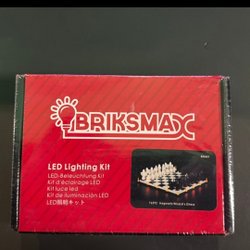 BRIKSMAX
LED Lighting Kit
LED-Beleuchtung Kit
Kit d'éclairage LED
Kit luce led
Kit de iluminación LED
LED照明キット